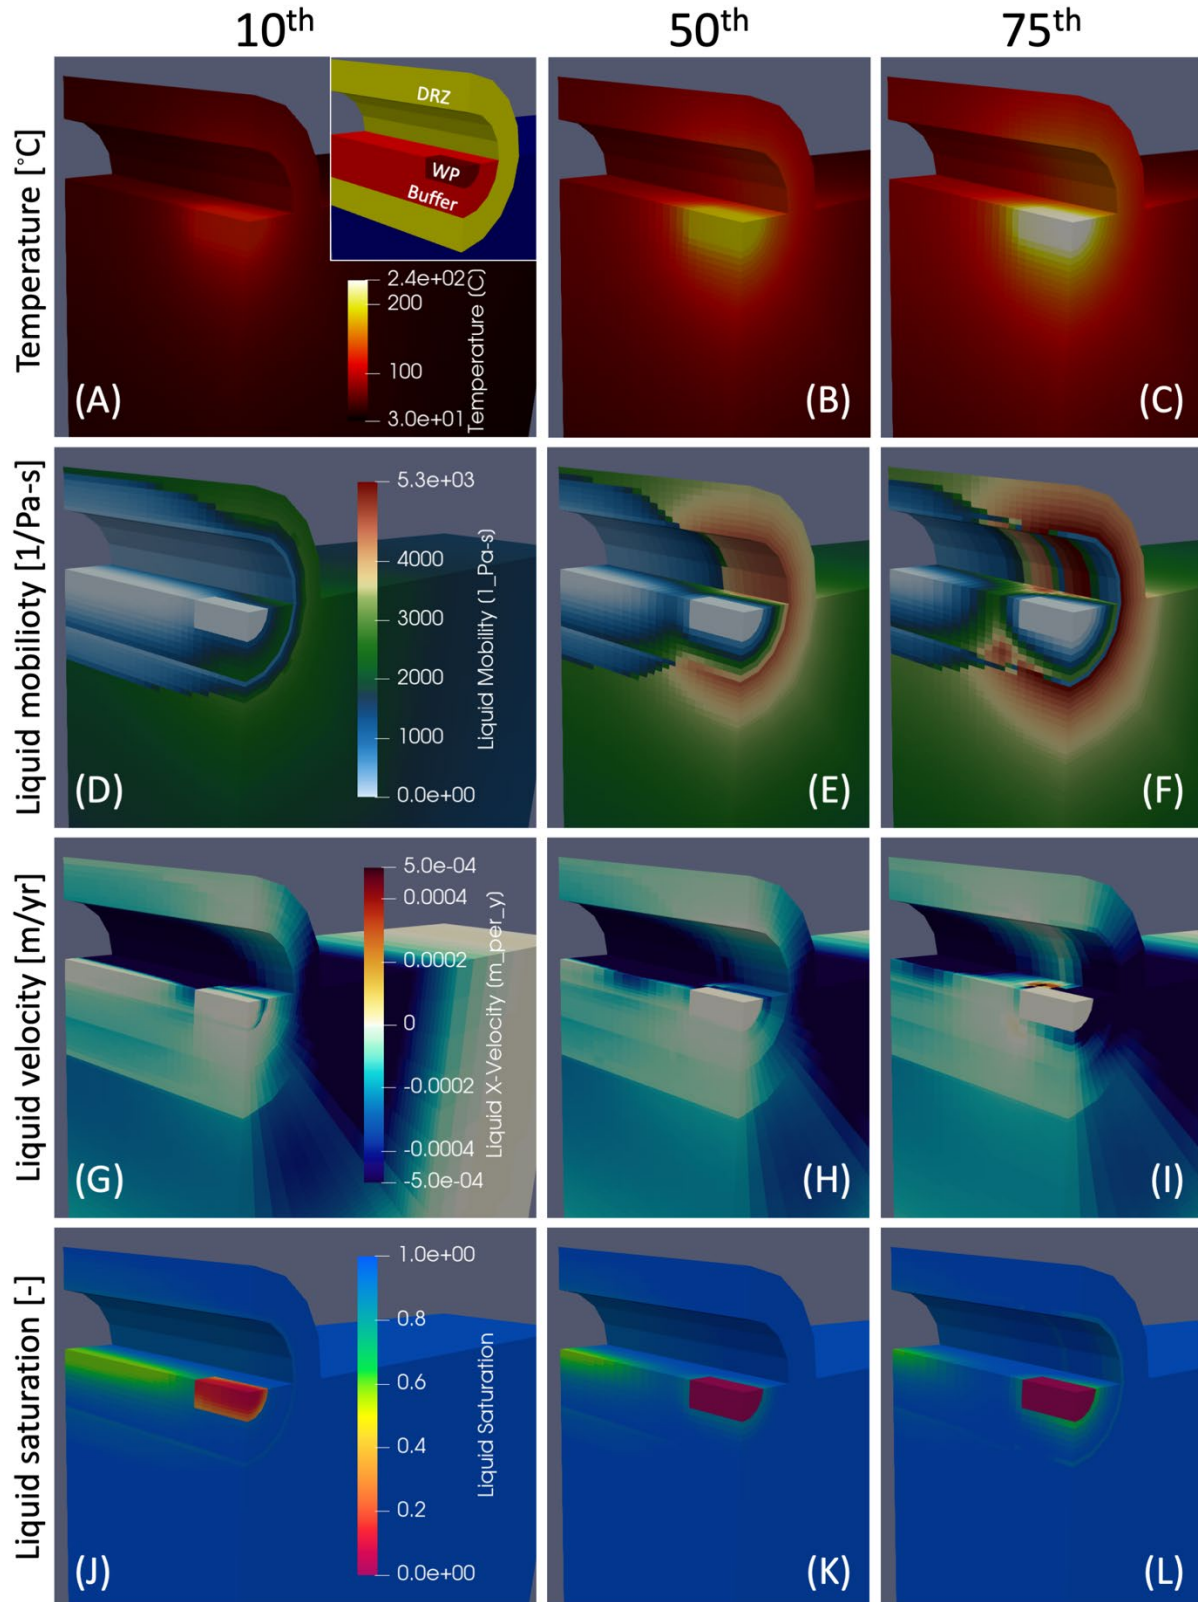 10th
50th
75th
Temperature [°C]
DRZ
WP
Buffer
2.4e+02
200
100
3.0e+01
Temperature (C)
(A)
(B)
(C)
Liquid mobilioty [1/Pa-s]
5.3e+03
4000
3000
2000
1000
0.0e+00
Liquid Mobility (1_Pa-s)
(D)
(E)
(F)
Liquid velocity [m/yr]
5.0e-04
0.0004
0.0002
0
-0.0002
-0.0004
-5.0e-04
Liquid X-Velocity (m_per_y)
(G)
(H)
(I)
Liquid saturation [-]
1.0e+00
0.8
0.6
0.4
0.2
0.0e+00
Liquid Saturation
(J)
(K)
(L)